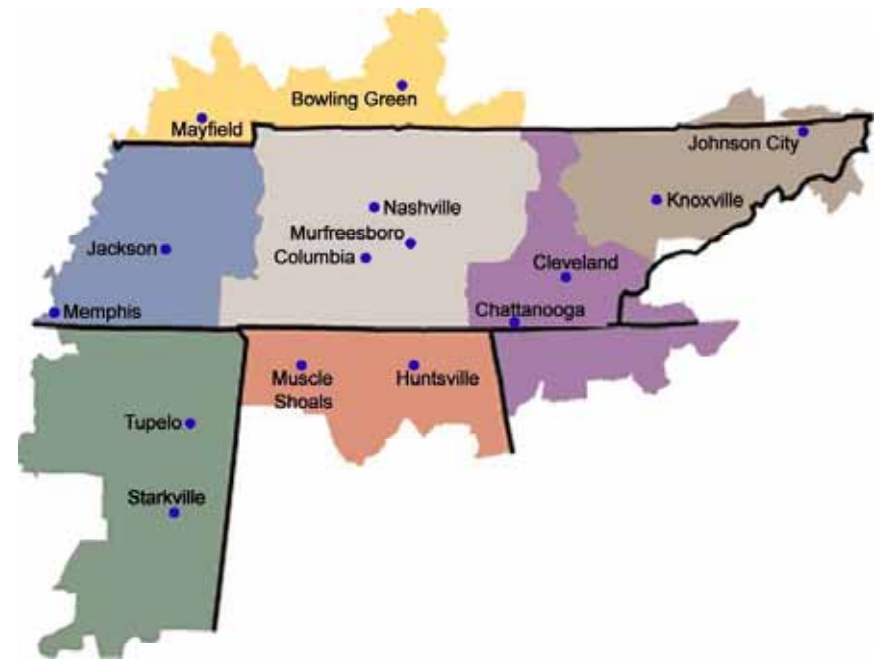 Bowling Green
Mayfield
Johnson City
Knoxville
Nashville
Murfreesboro
Columbia
Jackson
Cleveland
Memphis
Chattanooga
Muscle
Shoals
Huntsville
Tupelo
Starkville